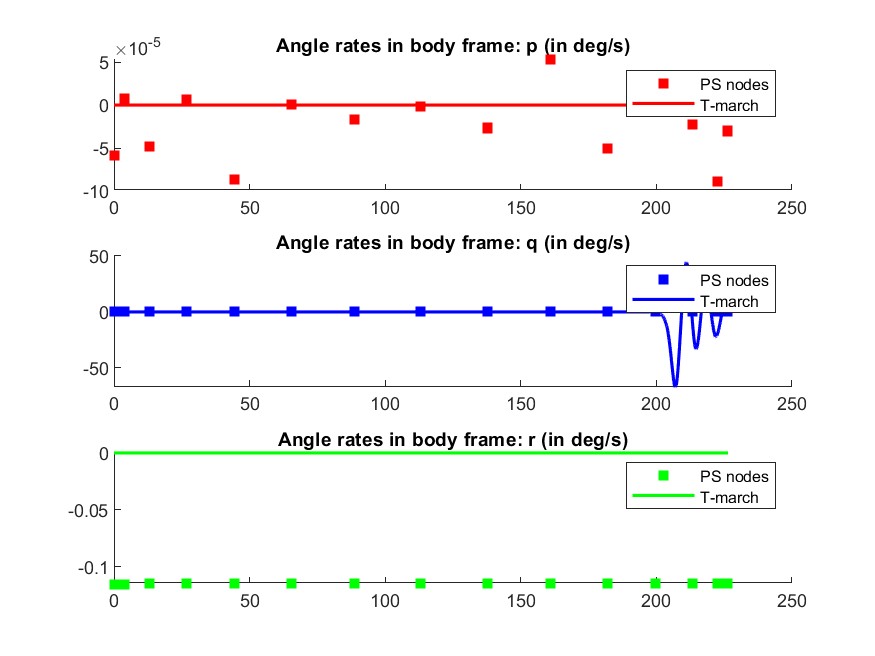 Angle rates in body frame: p (in deg/s)
×10-5
5
0
-5
-10
0 50 100 150 200 250
PS nodes
T-march
Angle rates in body frame: q (in deg/s)
50
0
-50
0 50 100 150 200 250
PS nodes
T-march
Angle rates in body frame: r (in deg/s)
0
-0.05
-0.1
0 50 100 150 200 250
PS nodes
T-march